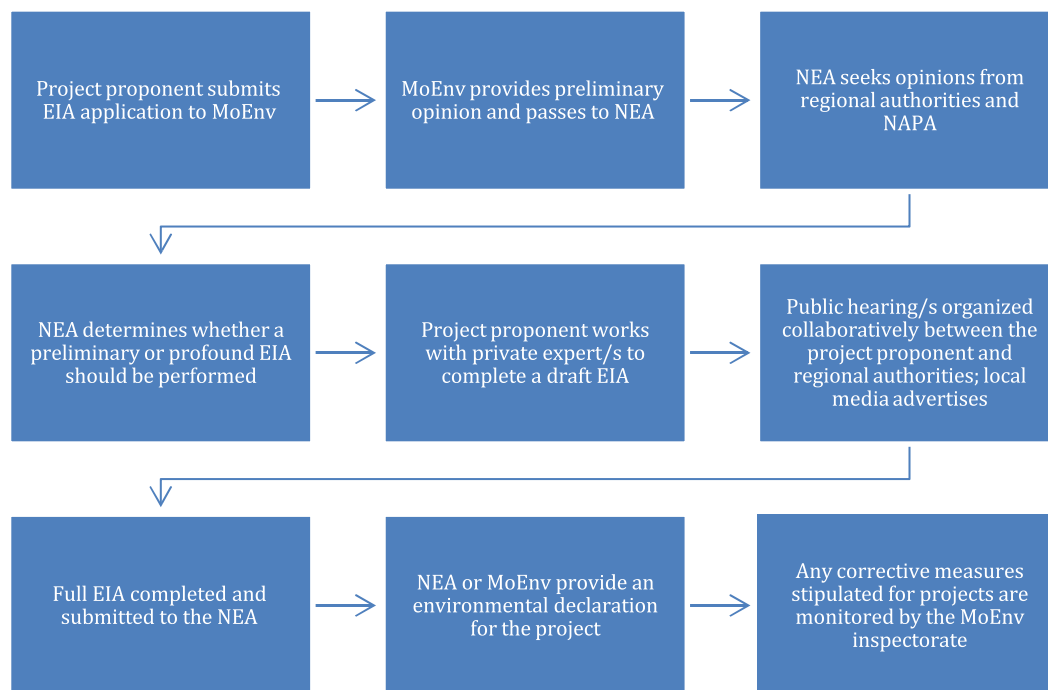 Project proponent submits
EIA application to MoEnv
MoEnv provides preliminary
opinion and passes to NEA
NEA seeks opinions from
regional authorities and
NAPA
NEA determines whether a
preliminary or profound EIA
should be performed
Project proponent works
with private expert/s to
complete a draft EIA
Public hearing/s organized
collaboratively between the
project proponent and
regional authorities; local
media advertises
Full EIA completed and
submitted to the NEA
NEA or MoEnv provide an
environmental declaration
for the project
Any corrective measures
stipulated for projects are
monitored by the MoEnv
inspectorate